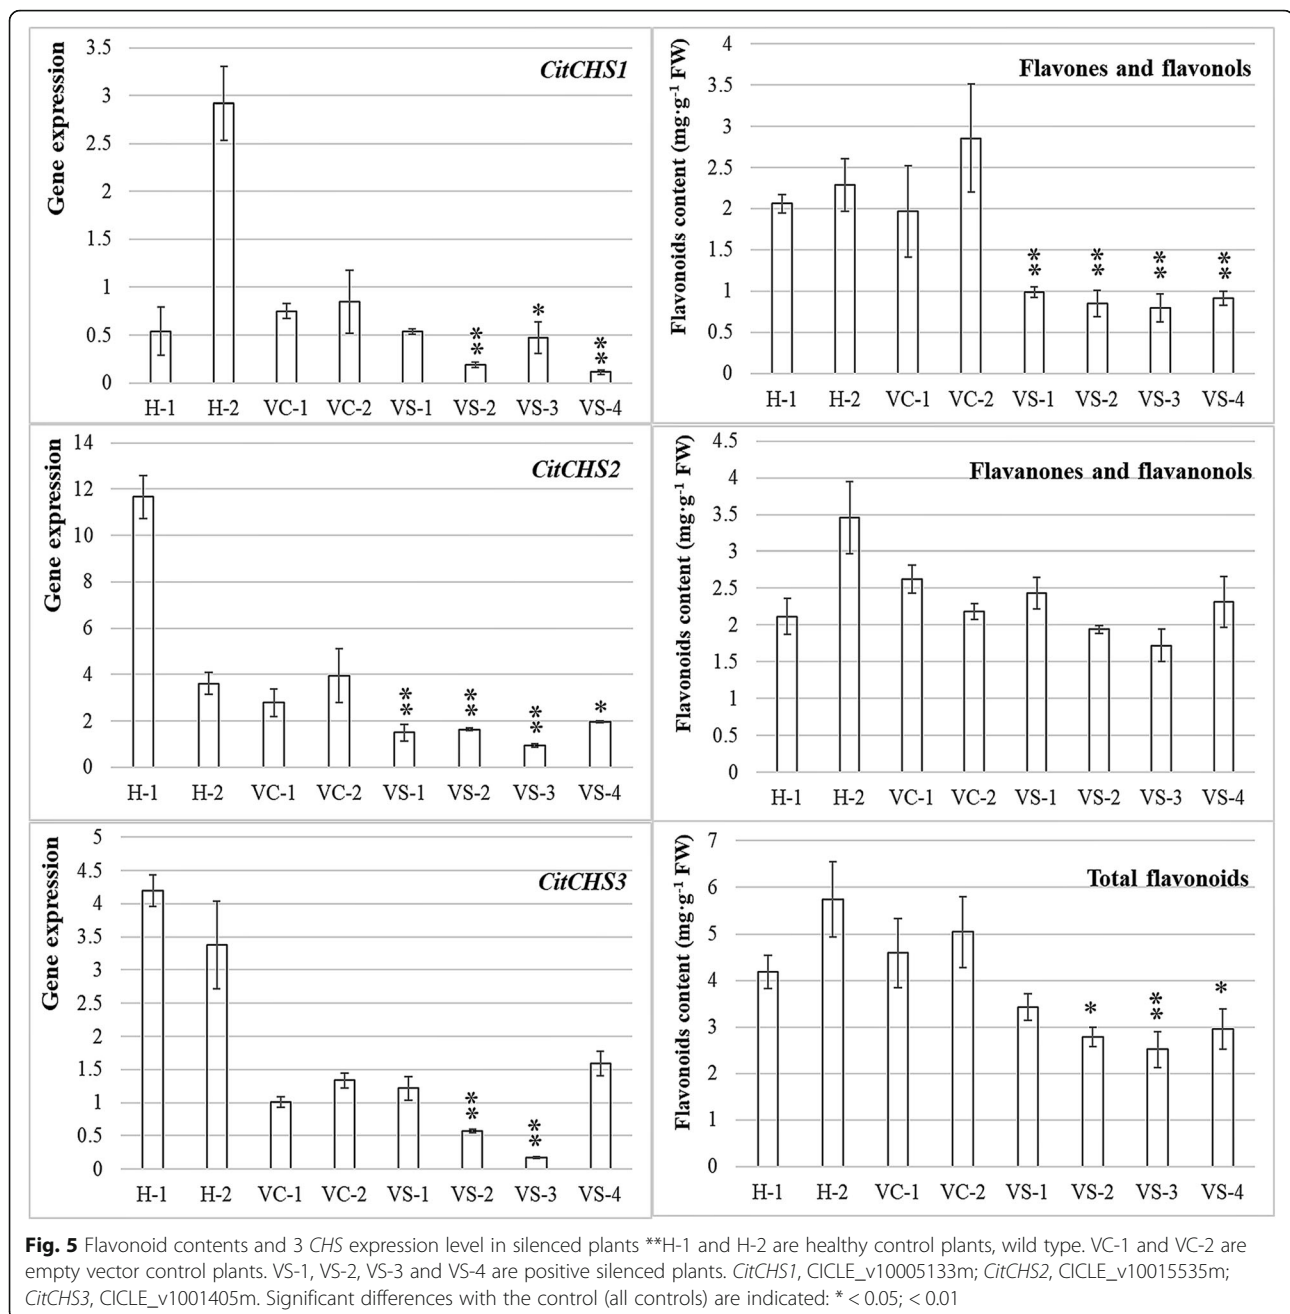 3.5
3
2.5
2
1.5
1
0.5
0
Gene expression
CitCHS1
H-1 H-2 VC-1 VC-2 VS-1 VS-2 VS-3 VS-4
** * **
4
3.5
3
2.5
2
1.5
1
0.5
0
Flavonoids content (mg·g-1 FW)
Flavones and flavonols
** ** ** **
H-1 H-2 VC-1 VC-2 VS-1 VS-2 VS-3 VS-4
14
12
10
8
6
4
2
0
Gene expression
CitCHS2
** ** ** *
H-1 H-2 VC-1 VC-2 VS-1 VS-2 VS-3 VS-4
4.5
4
3.5
3
2.5
2
1.5
1
0.5
0
Flavonoids content (mg·g-1 FW)
Flavanones and flavanonols
H-1 H-2 VC-1 VC-2 VS-1 VS-2 VS-3 VS-4
5
4.5
4
3.5
3
2.5
2
1.5
1
0.5
0
Gene expression
CitCHS3
** **
H-1 H-2 VC-1 VC-2 VS-1 VS-2 VS-3 VS-4
7
6
5
4
3
2
1
0
Flavonoids content (mg·g-1 FW)
Total flavonoids
* ** *
H-1 H-2 VC-1 VC-2 VS-1 VS-2 VS-3 VS-4
Fig. 5 Flavonoid contents and 3 CHS expression level in silenced plants **H-1 and H-2 are healthy control plants, wild type. VC-1 and VC-2 are
empty vector control plants. VS-1, VS-2, VS-3 and VS-4 are positive silenced plants. CitCHS1, CICLE_v10005133m; CitCHS2, CICLE_v10015535m;
CitCHS3, CICLE_v1001405m. Significant differences with the control (all controls) are indicated: * < 0.05; < 0.01